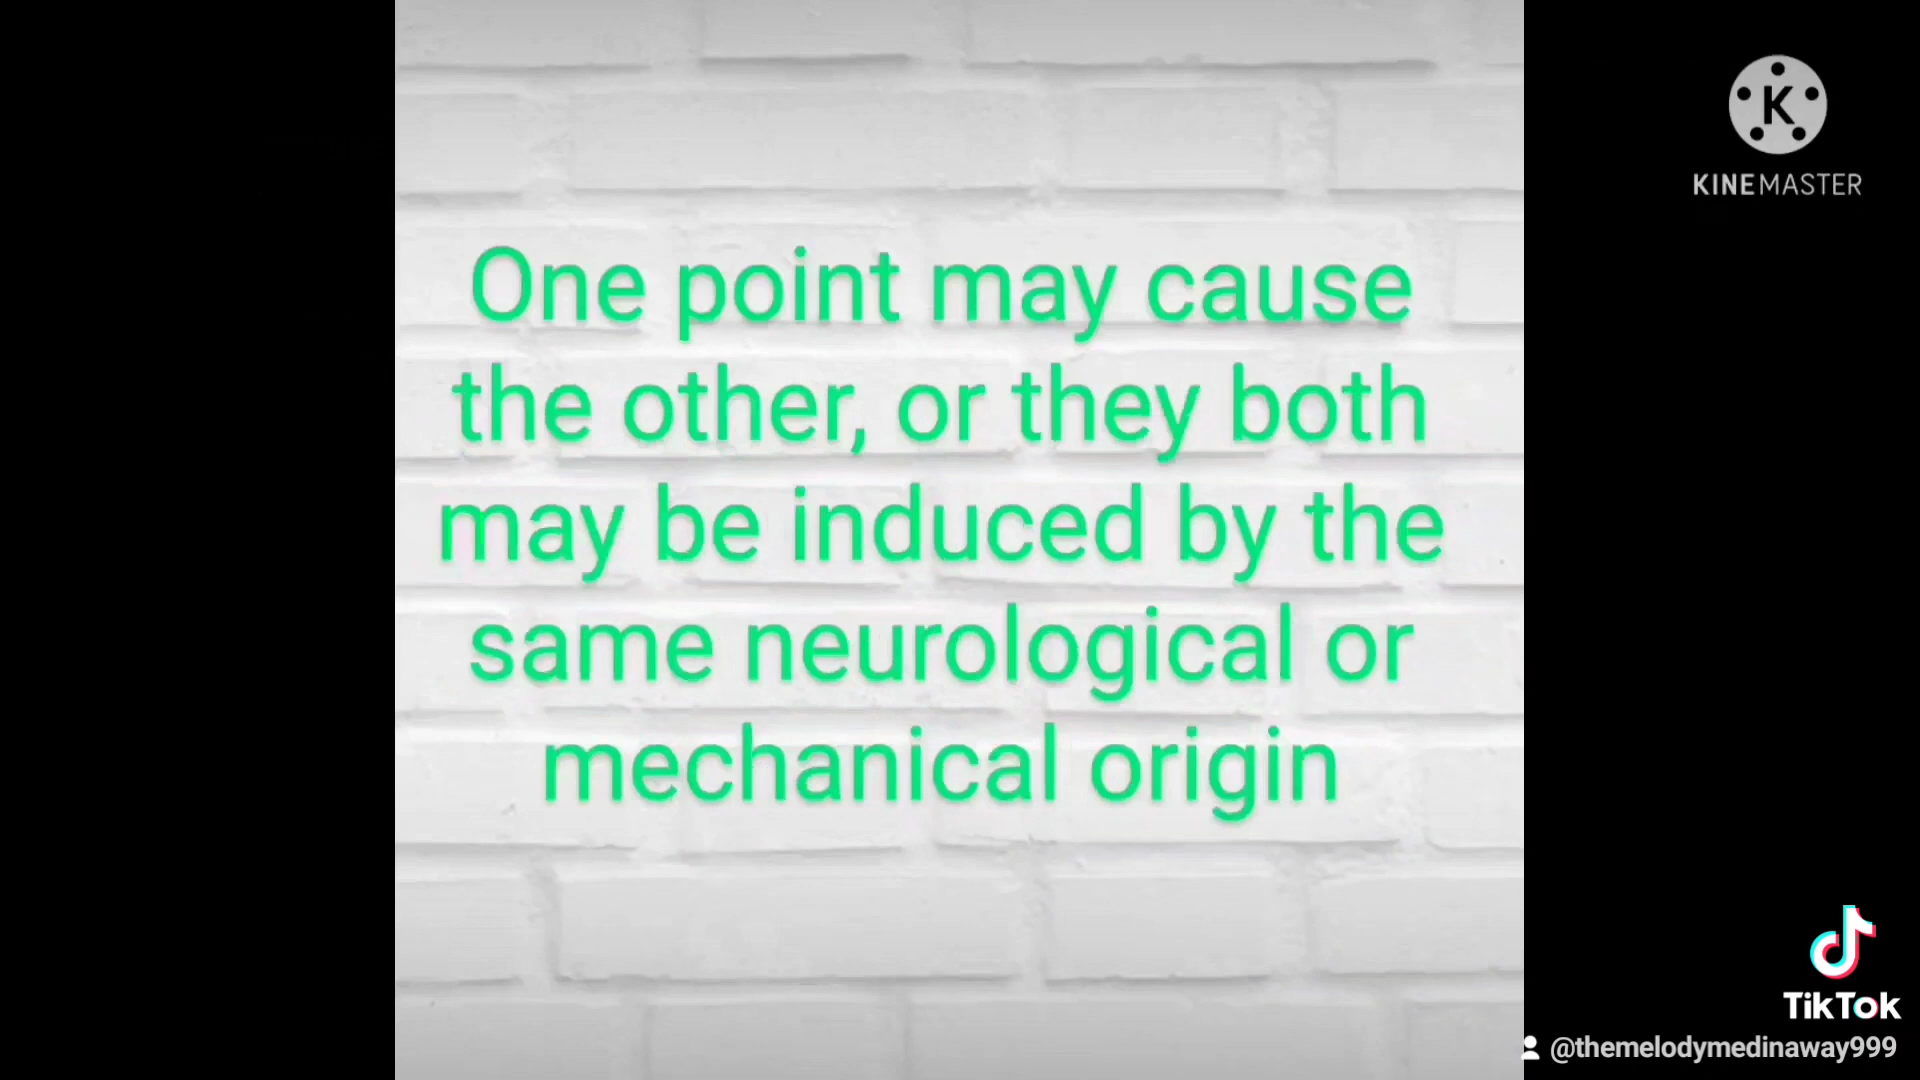 One point may cause
the other, or they both
may be induced by the
same neurological or
mechanical origin
K
KINEMASTER
TikTok
@themelodymedinaway999